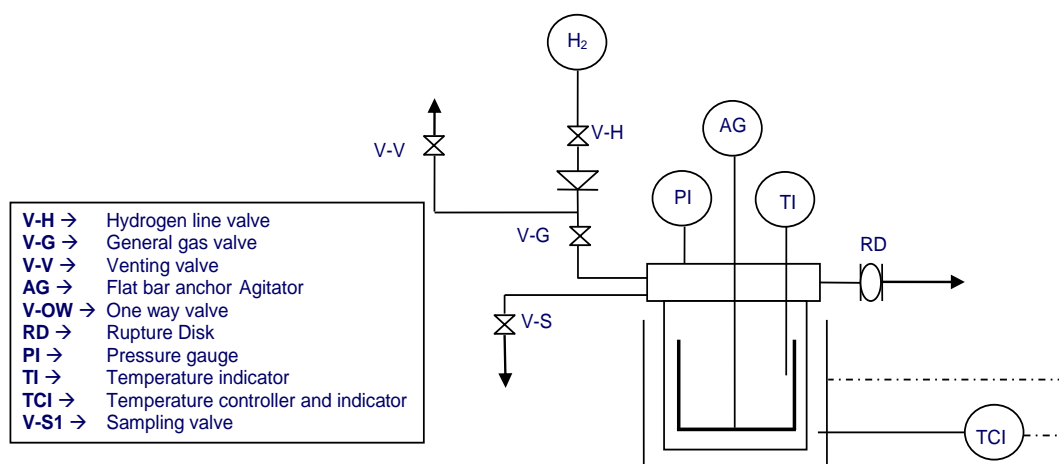 H₂
AG
V-H
V-V
PI
TI
V-G
RD
V-H → Hydrogen line valve
V-G → General gas valve
V-V → Venting valve
AG → Flat bar anchor Agitator
V-OW → One way valve
RD → Rupture Disk
PI → Pressure gauge
TI → Temperature indicator
TCI → Temperature controller and indicator
V-S1 → Sampling valve
V-S
TCI